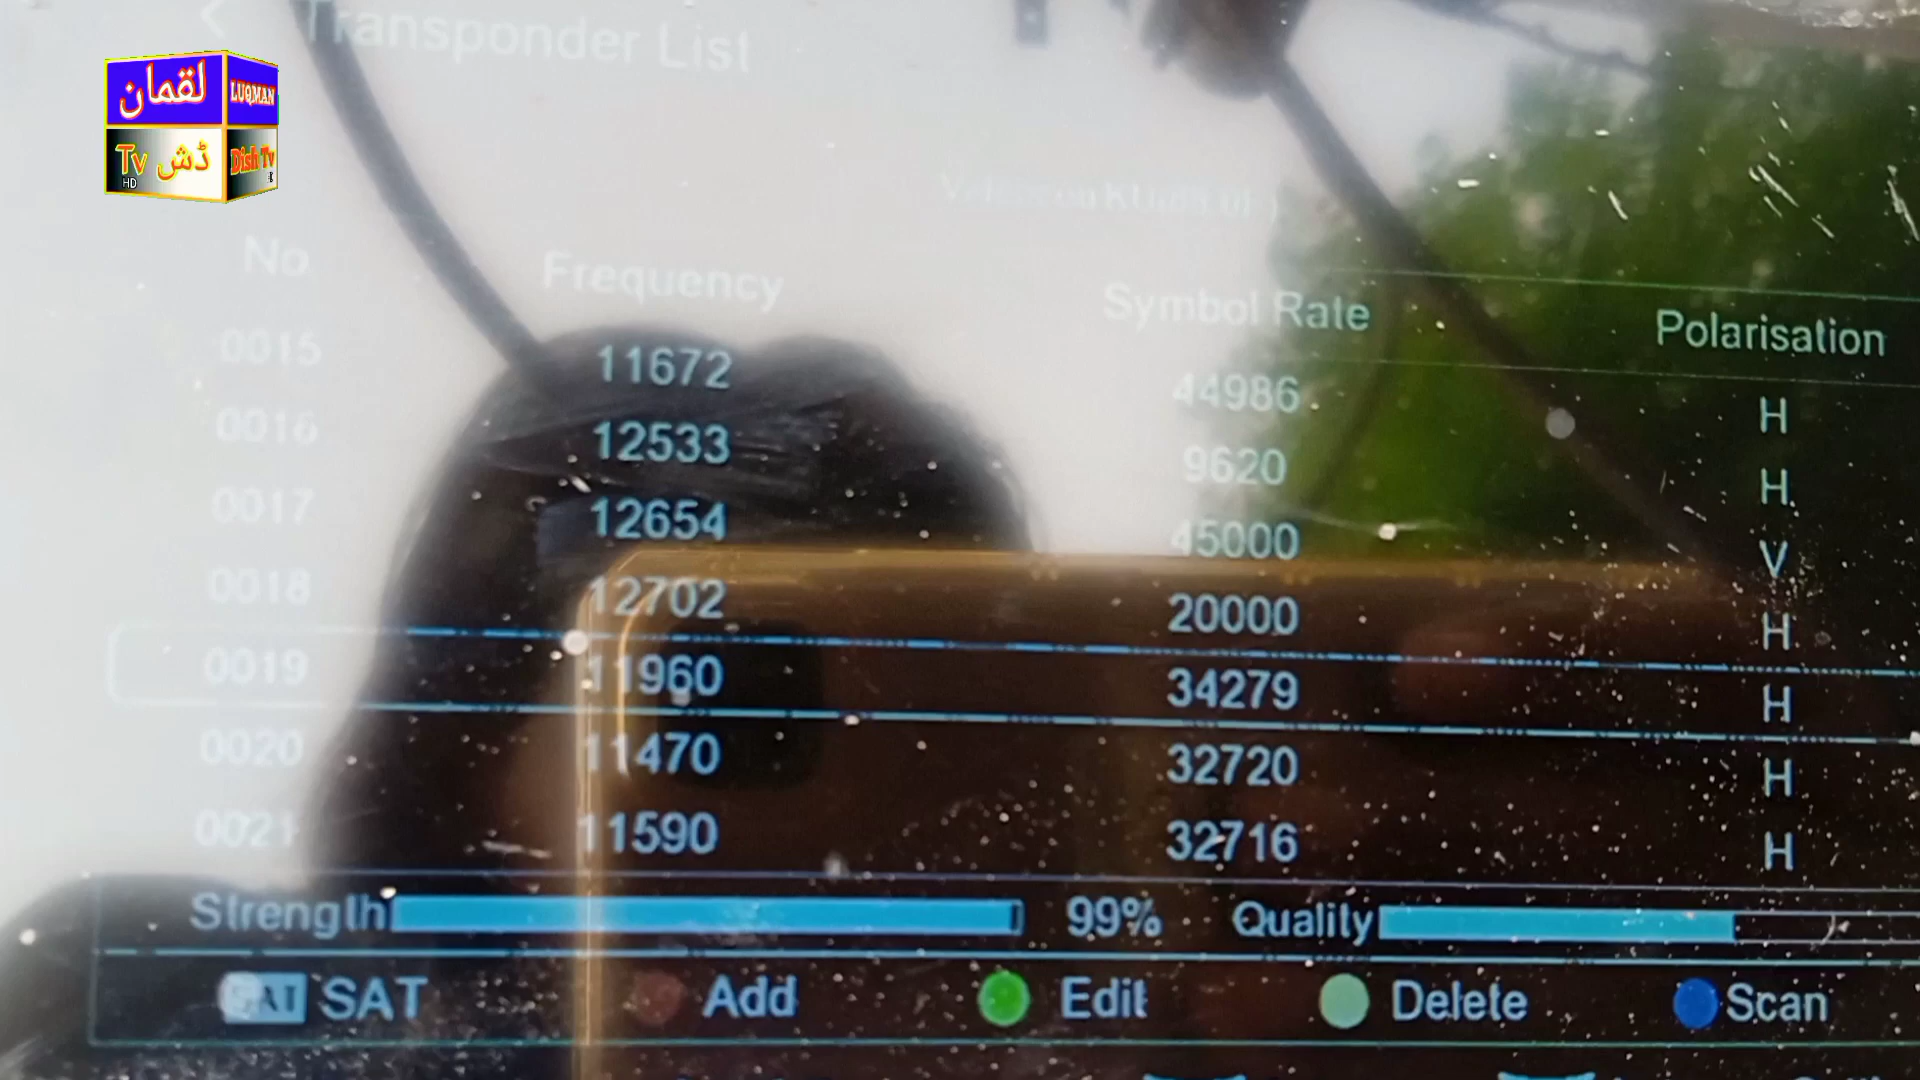 Transponder List
لقمان
LUQMAN
Tv ڈش
HD
Dish Tv
No Frequency Symbol Rate Polarisation
0015 11672 44986 H
0016 12533 9620 H
0017 12654 45000 V
0018 12702 20000 H
0019 11960 34279 H
0020 11470 32720 H
0021 11590 32716 H
Strength 99% Quality
SAT SAT Add Edit Delete Scan